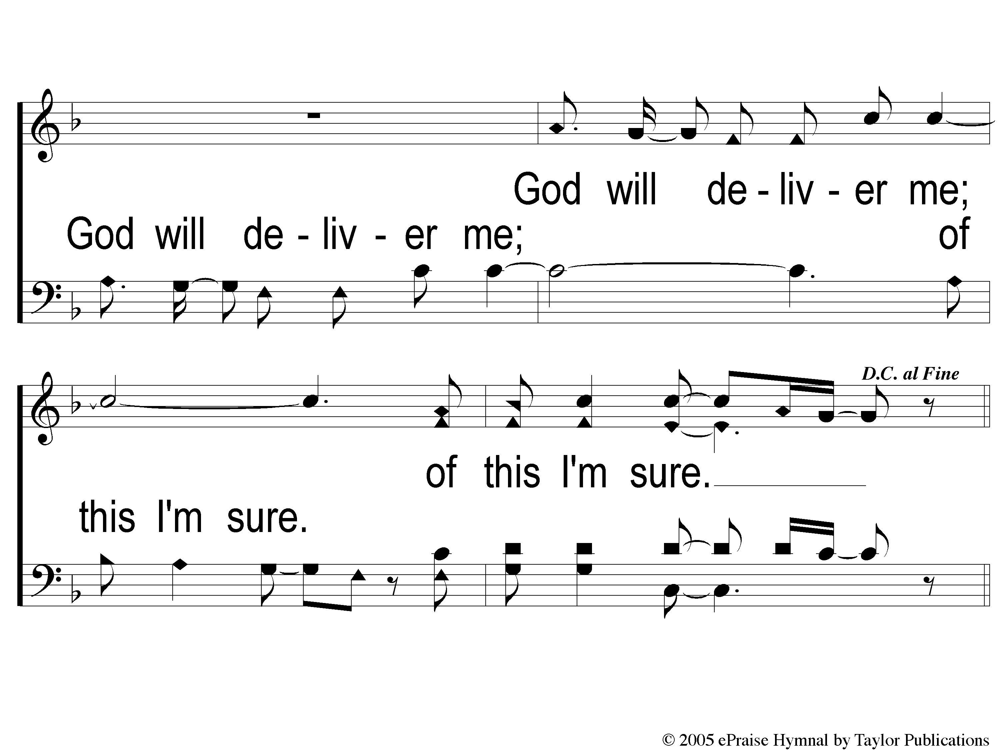 God will de - liv - er me;
God will de - liv - er me; of
D.C. al Fine
of this I'm sure.
this I'm sure.
© 2005 ePraise Hymnal by Taylor Publications